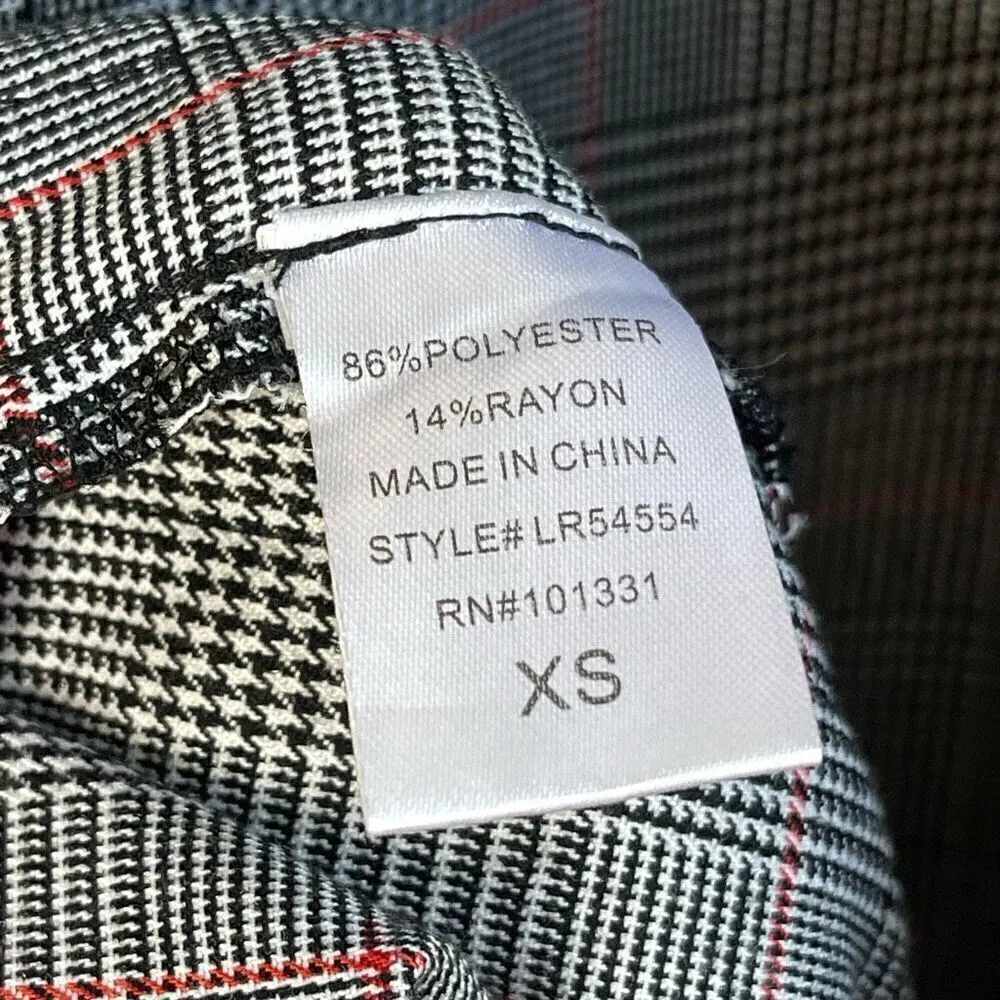 86%POLYESTER
14%RAYON
MADE IN CHINA
STYLE# LR54554
RN#101331
XS